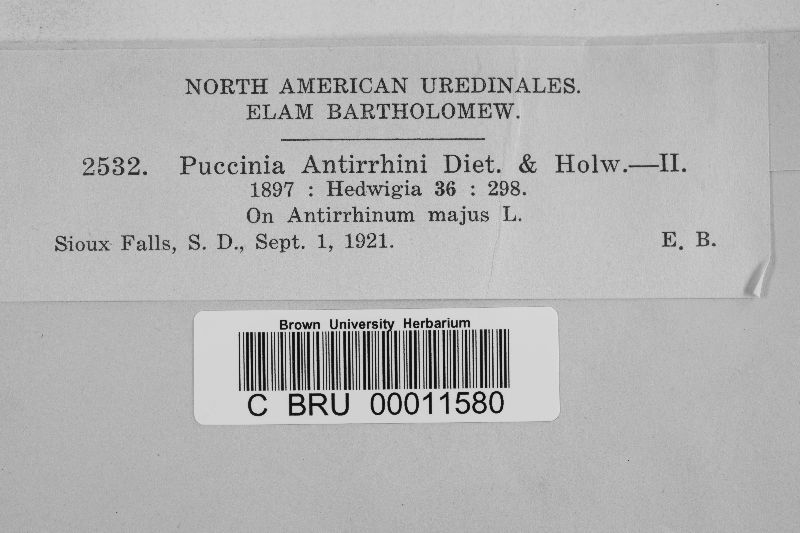 NORTH AMERICAN UREDINALES.
ELAM BARTHOLOMEW.
2532. Puccinia Antirrhini Diet. & Holw.—II.
1897 : Hedwigia 36 : 298.
On Antirrhinum majus L.
Sioux Falls, S. D., Sept. 1, 1921. E. B.
Brown University Herbarium
C BRU 00011580